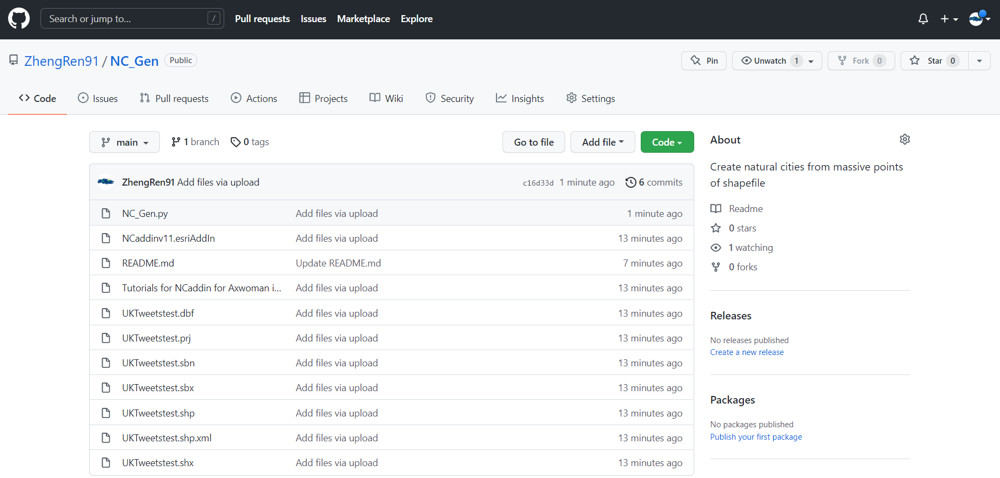 Search or jump to... /
Pull requests Issues Marketplace Explore
ZhengRen91 / NC_Gen Public
Pin Unwatch 1 Fork 0 Star 0
Code Issues Pull requests Actions Projects Wiki Security Insights Settings
main 1 branch 0 tags
Go to file Add file Code
ZhengRen91 Add files via upload c16d33d 1 minute ago 6 commits
NC_Gen.py Add files via upload 1 minute ago
NCaddinv11.esriAddIn Add files via upload 13 minutes ago
README.md Update README.md 7 minutes ago
Tutorials for NCaddin for Axwoman i... Add files via upload 13 minutes ago
UKTweetstest.dbf Add files via upload 13 minutes ago
UKTweetstest.prj Add files via upload 13 minutes ago
UKTweetstest.sbn Add files via upload 13 minutes ago
UKTweetstest.sbx Add files via upload 13 minutes ago
UKTweetstest.shp Add files via upload 13 minutes ago
UKTweetstest.shp.xml Add files via upload 13 minutes ago
UKTweetstest.shx Add files via upload 13 minutes ago
About
Create natural cities from massive points
of shapefile
Readme
0 stars
1 watching
0 forks
Releases
No releases published
Create a new release
Packages
No packages published
Publish your first package